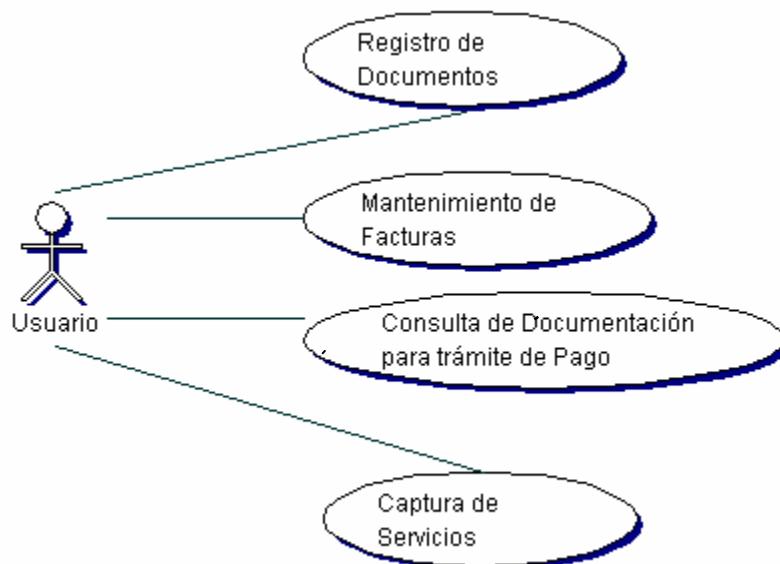 Registro de
Documentos
Mantenimiento de
Facturas
Usuario
Consulta de Documentación
para trámite de Pago
Captura de
Servicios